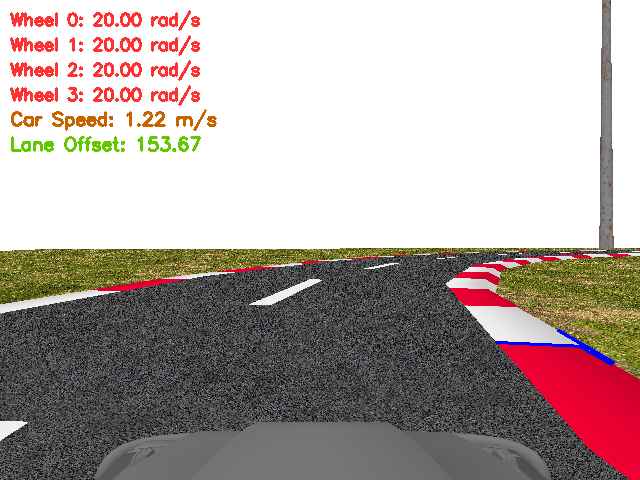 Wheel 0: 20.00 rad/s
Wheel 1: 20.00 rad/s
Wheel 2: 20.00 rad/s
Wheel 3: 20.00 rad/s
Car Speed: 1.22 m/s
Lane Offset: 153.67